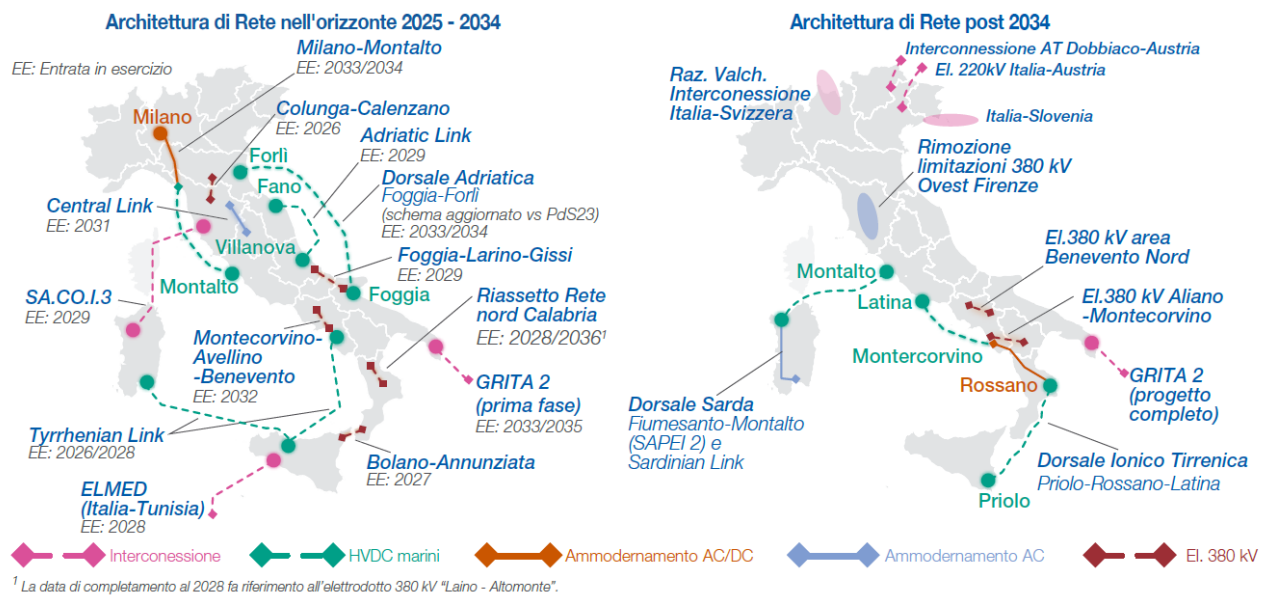 Architettura di Rete nell'orizzonte 2025 - 2034
EE: Entrata in esercizio
Milano-Montalto
EE: 2033/2034
Colunga-Calenzano
EE: 2026
Milano
Adriatic Link
EE: 2029
Forlì
Fano
Dorsale Adriatica
Foggia-Forlì
(schema aggiornato vs PdS23)
EE: 2033/2034
Central Link
EE: 2031
Villanova
Foggia-Larino-Gissi
EE: 2029
Montalto
Foggia
SA.CO.I.3
EE: 2029
Riassetto Rete
nord Calabria
EE: 2028/2036¹
Montecorvino-
Avellino
-Benevento
EE: 2032
GRITA 2
(prima fase)
EE: 2033/2035
Tyrrhenian Link
EE: 2026/2028
Bolano-Annunziata
EE: 2027
ELMED
(Italia-Tunisia)
EE: 2028
Architettura di Rete post 2034
Interconnessione AT Dobbiaco-Austria
El. 220kV Italia-Austria
Raz. Valch.
Interconessione
Italia-Svizzera
Italia-Slovenia
Rimozione
limitazioni 380 kV
Ovest Firenze
El.380 kV area
Benevento Nord
Montalto
Latina
El.380 kV Aliano
-Montecorvino
Montercorvino
Rossano
GRITA 2
(progetto
completo)
Dorsale Sarda
Fiumesanto-Montalto
(SAPEI 2) e
Sardinian Link
Dorsale Ionico Tirrenica
Priolo-Rossano-Latina
Priolo
Interconessione
HVDC marini
Ammodernamento AC/DC
Ammodernamento AC
El. 380 kV
¹ La data di completamento al 2028 fa riferimento all'elettrodotto 380 kV "Laino - Altomonte".